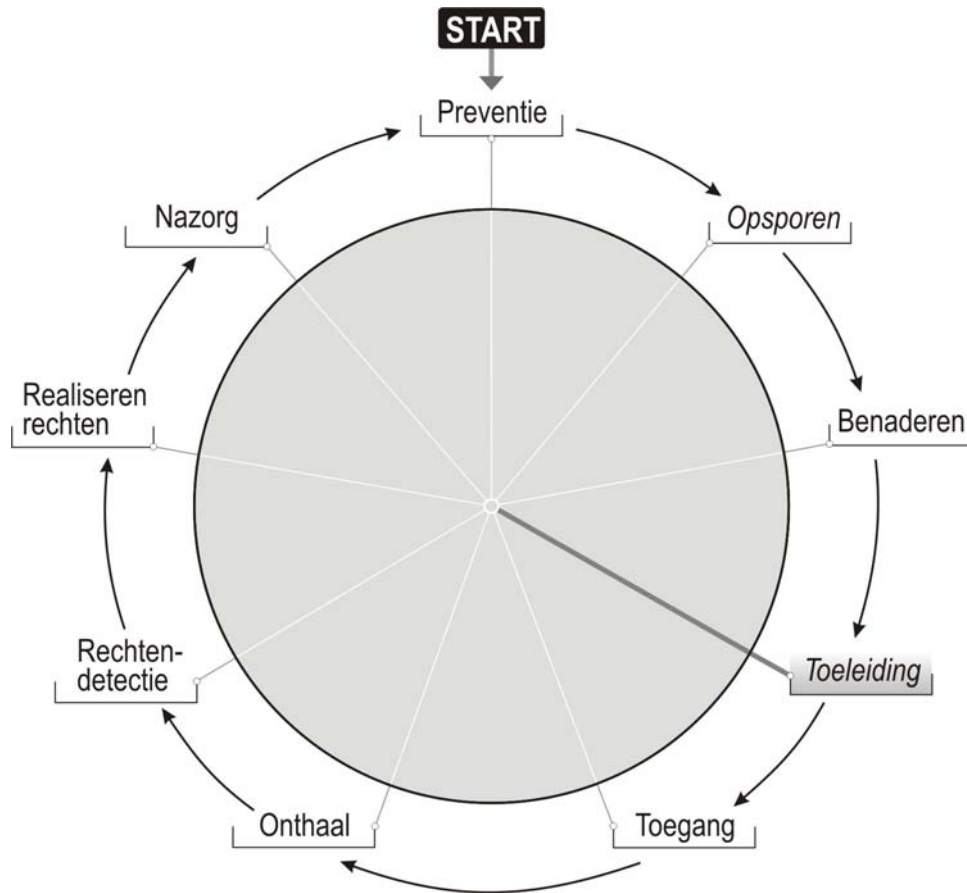 START
Preventie
Opsporen
Benaderen
Toeleiding
Toegang
Onthaal
Rechten-
detectie
Realiseren
rechten
Nazorg